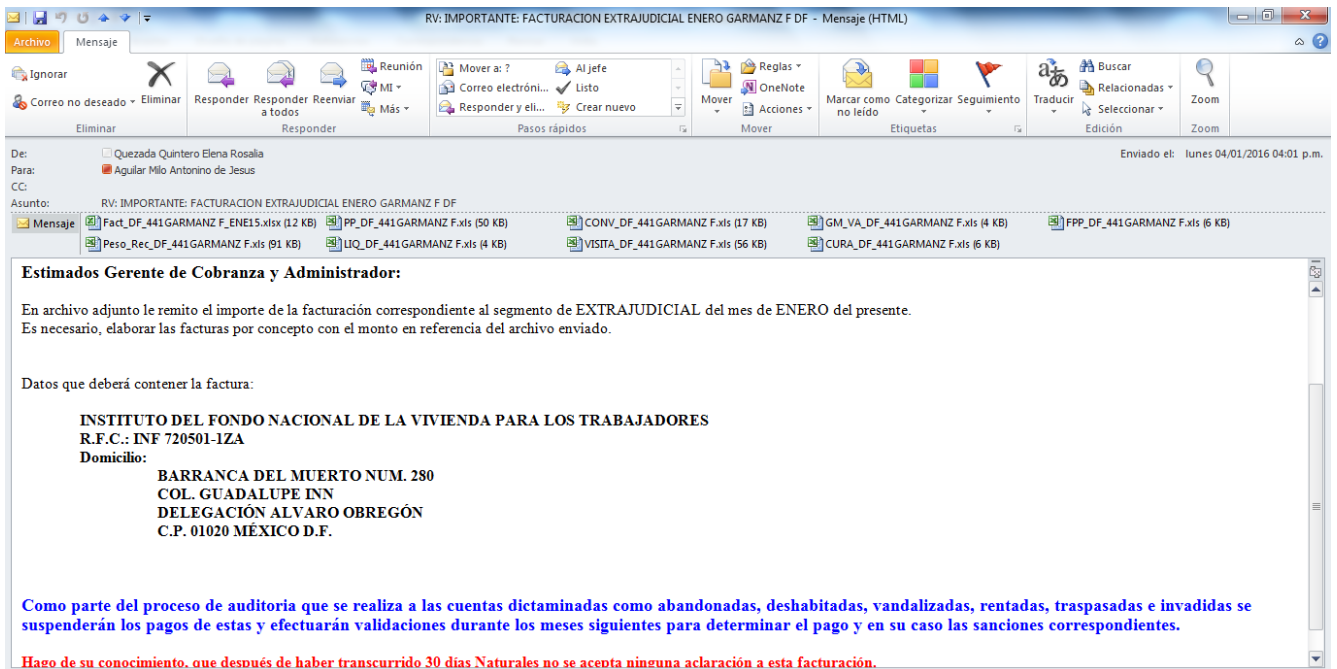 RV: IMPORTANTE: FACTURACION EXTRAJUDICIAL ENERO GARMANZ F DF - Mensaje (HTML)
Archivo Mensaje
Ignorar
Correo no deseado
Eliminar
Responder
Responder a todos
Reenviar
Reunión
MI
Más
Mover a: ?
Correo electróni...
Responder y eli...
Al jefe
Listo
Crear nuevo
Mover
Reglas
OneNote
Acciones
Marcar como no leído
Categorizar
Seguimiento
Traducir
Buscar
Relacionadas
Seleccionar
Zoom
Eliminar Responder Pasos rápidos Mover Etiquetas Edición Zoom
De: Quezada Quintero Elena Rosalia Enviado el: lunes 04/01/2016 04:01 p.m.
Para: Aguilar Milo Antonino de Jesus
CC:
Asunto: RV: IMPORTANTE: FACTURACION EXTRAJUDICIAL ENERO GARMANZ F DF
Mensaje Fact_DF_441GARMANZ F_ENE15.xlsx (12 KB) PP_DF_441GARMANZ F.xls (50 KB) CONV_DF_441GARMANZ F.xls (17 KB) GM_VA_DF_441GARMANZ F.xls (4 KB) FPP_DF_441GARMANZ F.xls (6 KB)
Peso_Rec_DF_441GARMANZ F.xls (91 KB) LIQ_DF_441GARMANZ F.xls (4 KB) VISITA_DF_441GARMANZ F.xls (56 KB) CURA_DF_441GARMANZ F.xls (6 KB)
Estimados Gerente de Cobranza y Administrador:
En archivo adjunto le remito el importe de la facturación correspondiente al segmento de EXTRAJUDICIAL del mes de ENERO del presente.
Es necesario, elaborar las facturas por concepto con el monto en referencia del archivo enviado.
Datos que deberá contener la factura:
INSTITUTO DEL FONDO NACIONAL DE LA VIVIENDA PARA LOS TRABAJADORES
R.F.C.: INF 720501-1ZA
Domicilio:
BARRANCA DEL MUERTO NUM. 280
COL. GUADALUPE INN
DELEGACIÓN ALVARO OBREGÓN
C.P. 01020 MÉXICO D.F.
Como parte del proceso de auditoria que se realiza a las cuentas dictaminadas como abandonadas, deshabitadas, vandalizadas, rentadas, traspasadas e invadidas se
suspenderán los pagos de estas y efectuarán validaciones durante los meses siguientes para determinar el pago y en su caso las sanciones correspondientes.
Hago de su conocimiento, que después de haber transcurrido 30 días Naturales no se acepta ninguna aclaración a esta facturación.